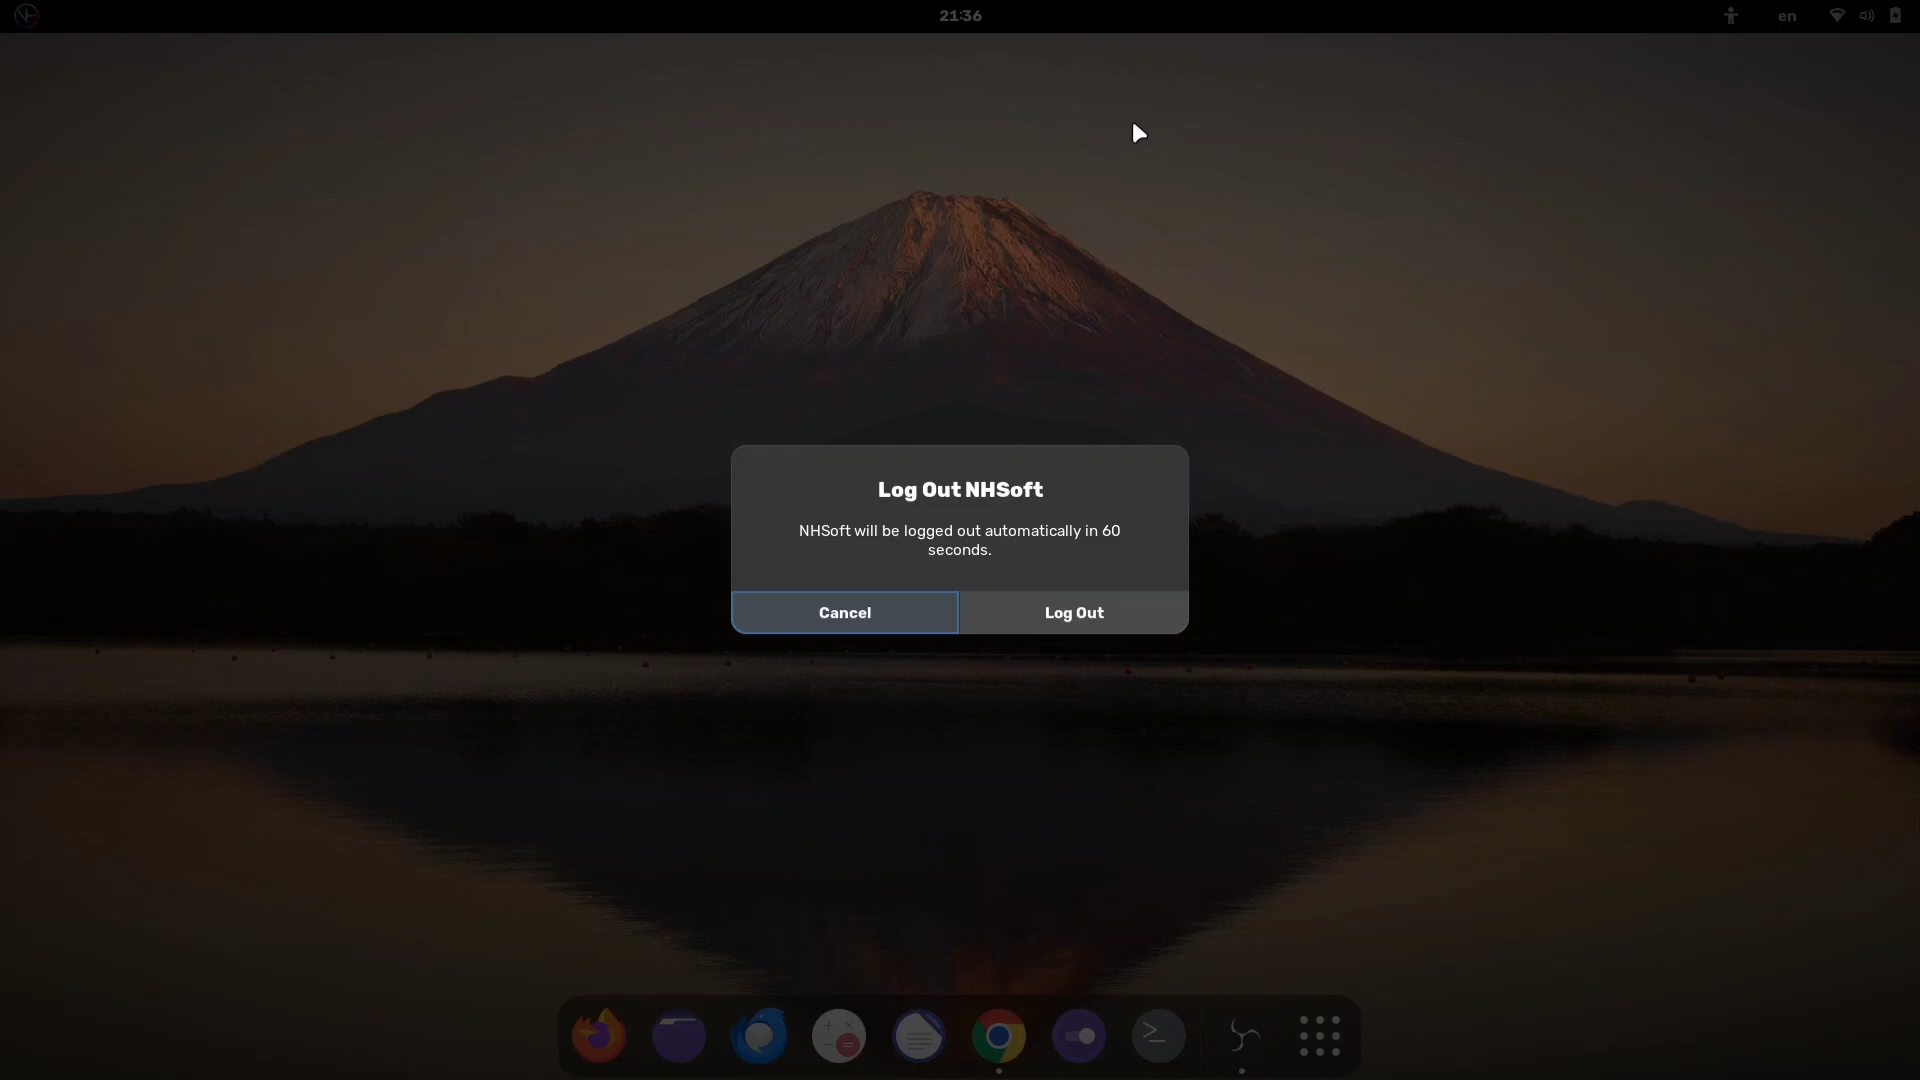 21:36
en
Log Out NHSoft
NHSoft will be logged out automatically in 60
seconds.
Cancel
Log Out